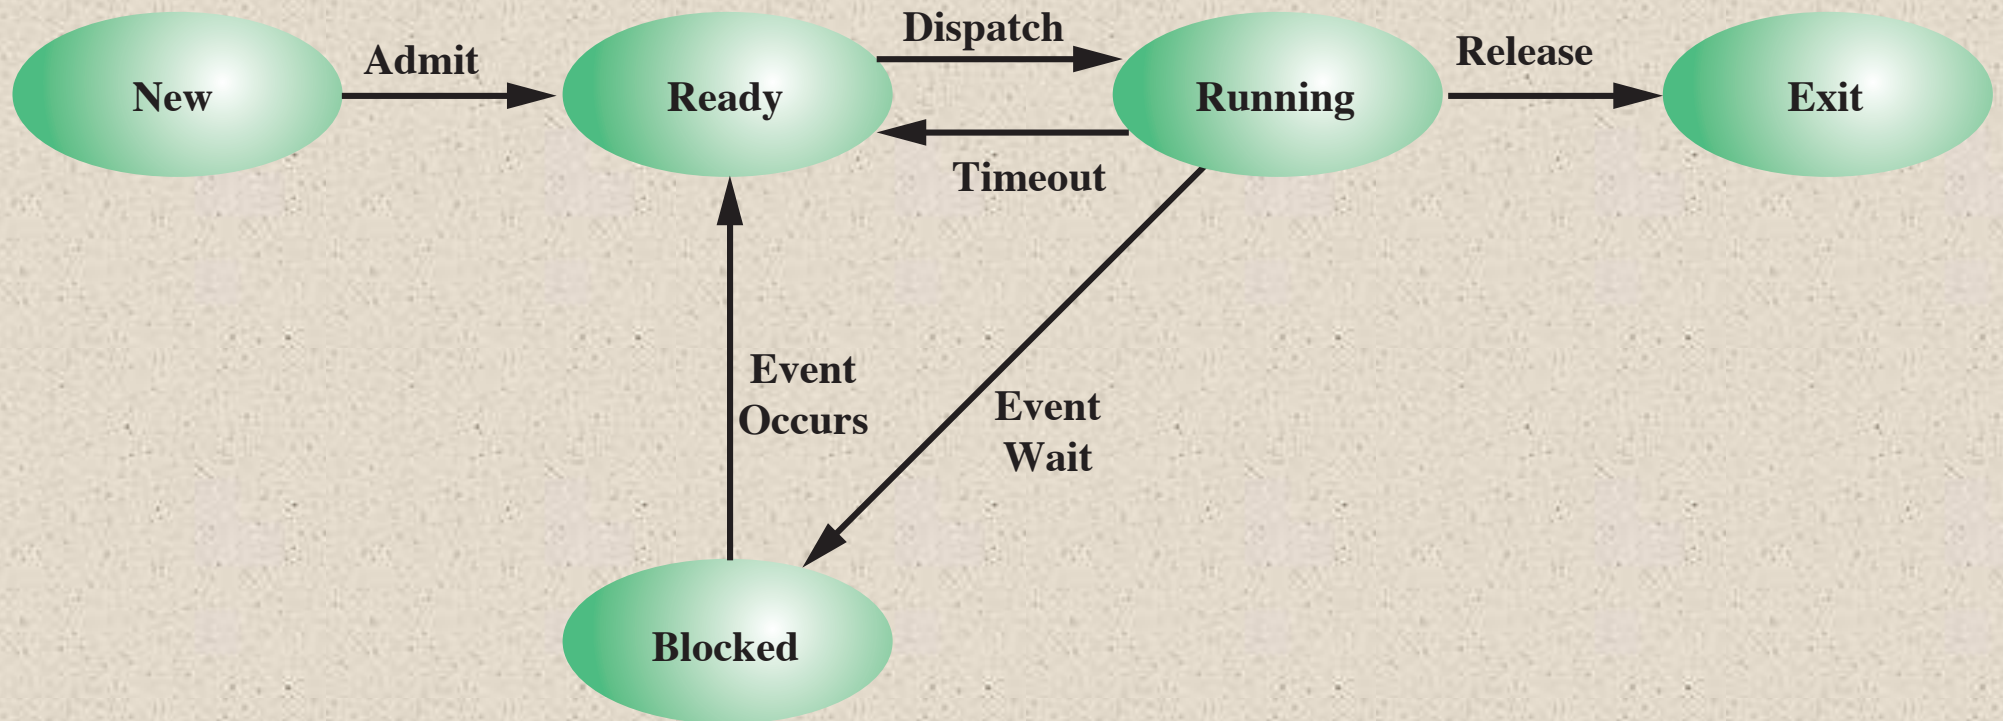 New
Admit
Ready
Dispatch
Timeout
Running
Release
Exit
Event
Occurs
Event
Wait
Blocked